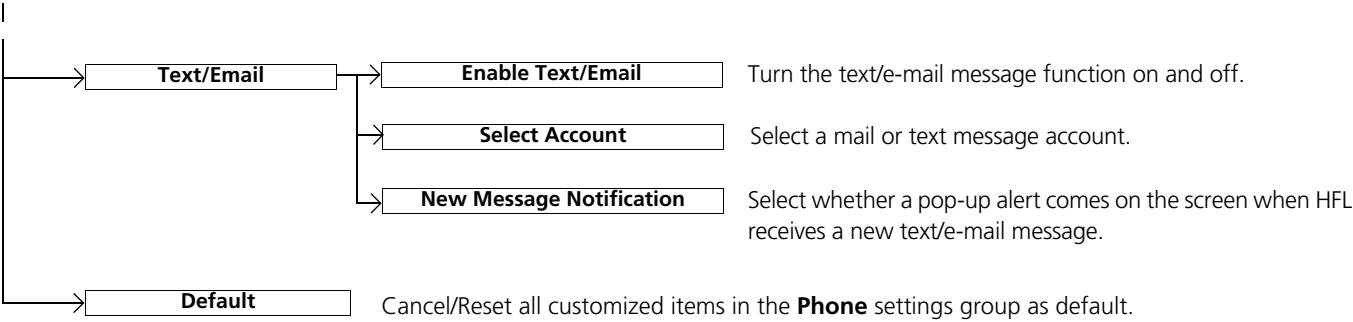 Text/Email
Enable Text/Email
Turn the text/e-mail message function on and off.
Select Account
Select a mail or text message account.
New Message Notification
Select whether a pop-up alert comes on the screen when HFL
receives a new text/e-mail message.
Default
Cancel/Reset all customized items in the Phone settings group as default.